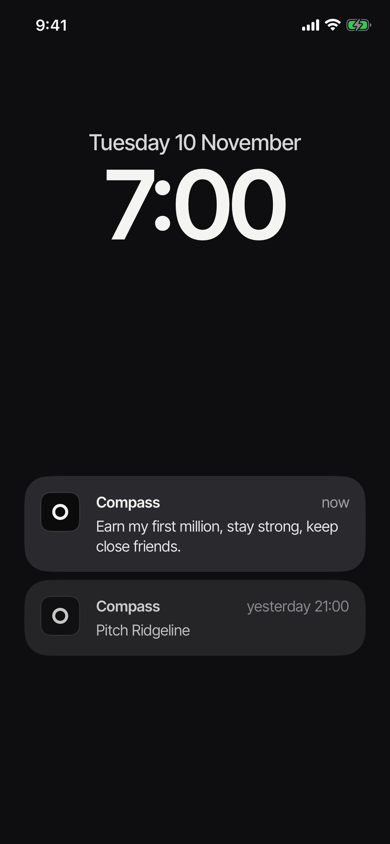 9:41
Tuesday 10 November
7:00
Compass now
Earn my first million, stay strong, keep
close friends.
Compass yesterday 21:00
Pitch Ridgeline